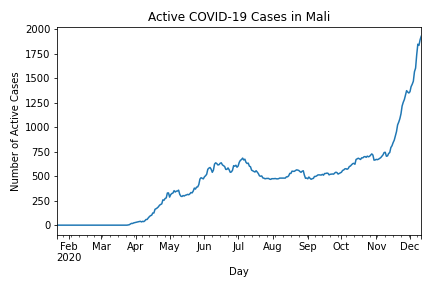 Active COVID-19 Cases in Mali
Number of Active Cases
2000
1750
1500
1250
1000
750
500
250
0
Feb Mar Apr May Jun Jul Aug Sep Oct Nov Dec
2020
Day